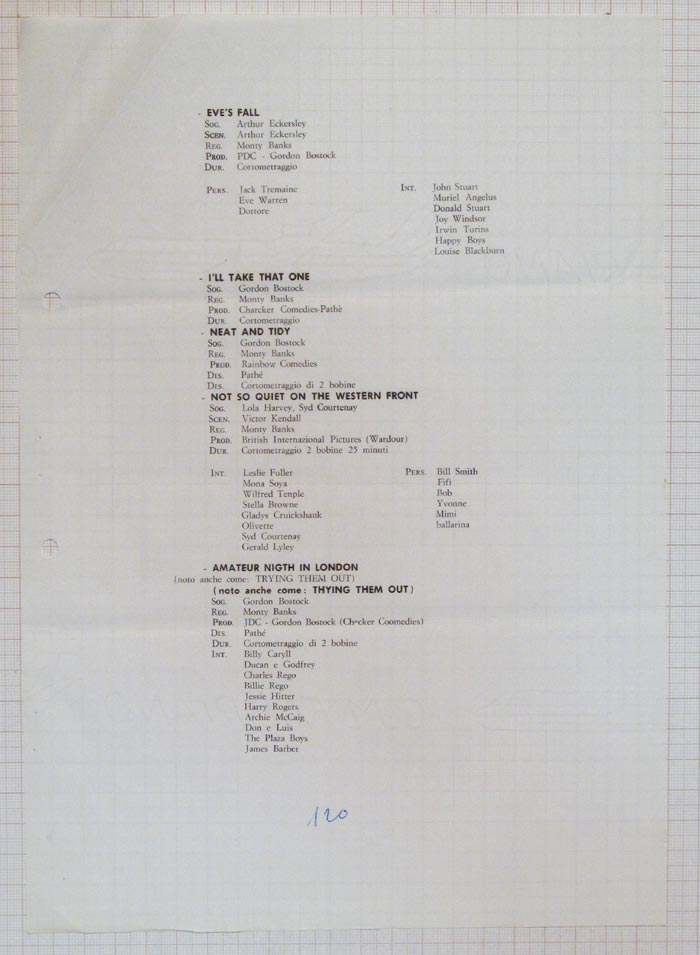 - EVE'S FALL
Sog. Arthur Eckersley
Scen. Arthur Eckersley
Reg. Monty Banks
Prod. PDC - Gordon Bostock
Dur. Cortometraggio
Pers. Jack Tremaine
Eve Warren
Dottore
Int. John Stuart
Muriel Angelus
Donald Stuart
Joy Windsor
Irwin Turins
Happy Boys
Louise Blackburn
- I'LL TAKE THAT ONE
Sog. Gordon Bostock
Reg. Monty Banks
Prod. Charcker Comedies-Pathè
Dur. Cortometraggio
- NEAT AND TIDY
Sog. Gordon Bostock
Reg. Monty Banks
Prod. Rainbow Comedies
Dis. Pathé
Dis. Cortometraggio di 2 bobine
- NOT SO QUIET ON THE WESTERN FRONT
Sog. Lola Harvey, Syd Courtenay
Scen. Victor Kendall
Reg. Monty Banks
Prod. British Internazional Pictures (Wardour)
Dur. Cortometraggio 2 bobine 25 minuti
Int. Leslie Fuller
Mona Soya
Wilfred Tenple
Stella Browne
Gladys Cruickshank
Olivette
Syd Courtenay
Gerald Lyley
Pers. Bill Smith
Fifì
Bob
Yvonne
Mimi
ballarina
- AMATEUR NIGTH IN LONDON
(noto anche come: TRYING THEM OUT)
(noto anche come: THYING THEM OUT)
Sog. Gordon Bostock
Reg. Monty Banks
Prod. JDC - Gordon Bostock (Checker Coomedies)
Dis. Pathé
Dur. Cortometraggio di 2 bobine
Int. Billy Caryll
Ducan e Godfrey
Charles Rego
Billie Rego
Jessie Hitter
Harry Rogers
Archie McCaig
Don e Luis
The Plaza Boys
James Barber
120